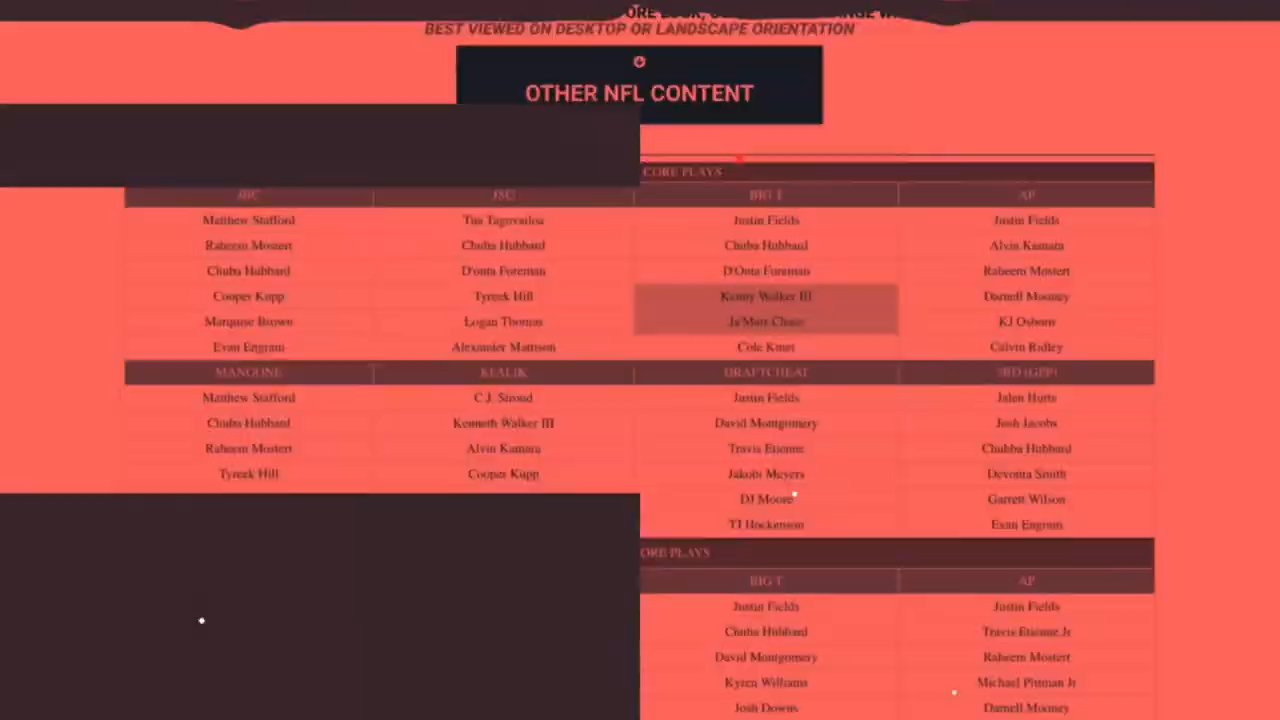 BEST VIEWED ON DESKTOP OR LANDSCAPE ORIENTATION
OTHER NFL CONTENT
CORE PLAYS
BIG T AP
Matthew Stafford Tua Tagovailoa Justin Fields Justin Fields
Raheem Mostert Chuba Hubbard Chuba Hubbard Alvin Kamara
Chuba Hubbard D'onta Foreman D'Onta Foreman Raheem Mostert
Cooper Kupp Tyreek Hill Kenny Walker III Darnell Mooney
Marquise Brown Logan Thomas Ja'Marr Chase KJ Osborn
Evan Engram Alexander Mattison Cole Kmet Calvin Ridley
DRAFTCHEAT
Matthew Stafford C.J. Stroud Justin Fields Jalen Hurts
Chuba Hubbard Kenneth Walker III David Montgomery Josh Jacobs
Raheem Mostert Alvin Kamara Travis Etienne Chubba Hubbard
Tyreek Hill Cooper Kupp Jakobi Meyers Devonta Smith
DJ Moore Garrett Wilson
TJ Hockenson Evan Engram
ORE PLAYS
BIG T AP
Justin Fields Justin Fields
Chuba Hubbard Travis Etienne Jr
David Montgomery Raheem Mostert
Kyren Williams Michael Pittman Jr
Josh Downs Darnell Mooney